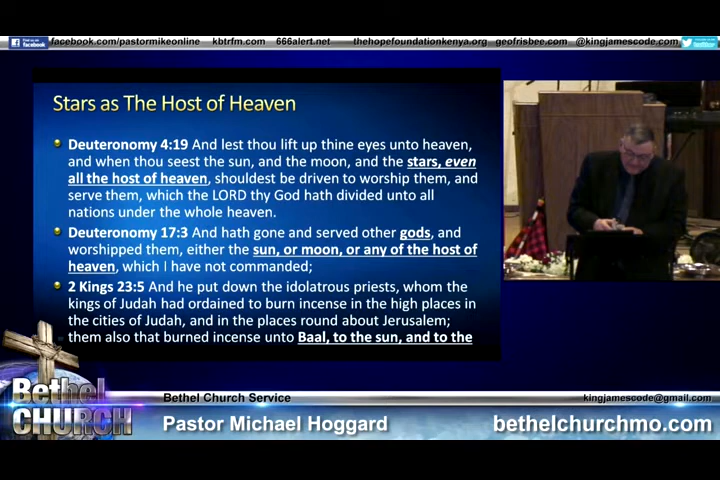 Find us on facebook
facebook.com/pastormikeonline kbtrfm.com 666alert.net thehopefoundationkenya.org geofrisbee.com @kingjamescode.com
Stars as The Host of Heaven
Deuteronomy 4:19 And lest thou lift up thine eyes unto heaven,
and when thou seest the sun, and the moon, and the stars, even
all the host of heaven, shouldest be driven to worship them, and
serve them, which the LORD thy God hath divided unto all
nations under the whole heaven.
Deuteronomy 17:3 And hath gone and served other gods, and
worshipped them, either the sun, or moon, or any of the host of
heaven, which I have not commanded;
2 Kings 23:5 And he put down the idolatrous priests, whom the
kings of Judah had ordained to burn incense in the high places in
the cities of Judah, and in the places round about Jerusalem;
them also that burned incense unto Baal, to the sun, and to the
Bethel
CHURCH
Bethel Church Service kingjamescode@gmail.com
Pastor Michael Hoggard bethelchurchmo.com